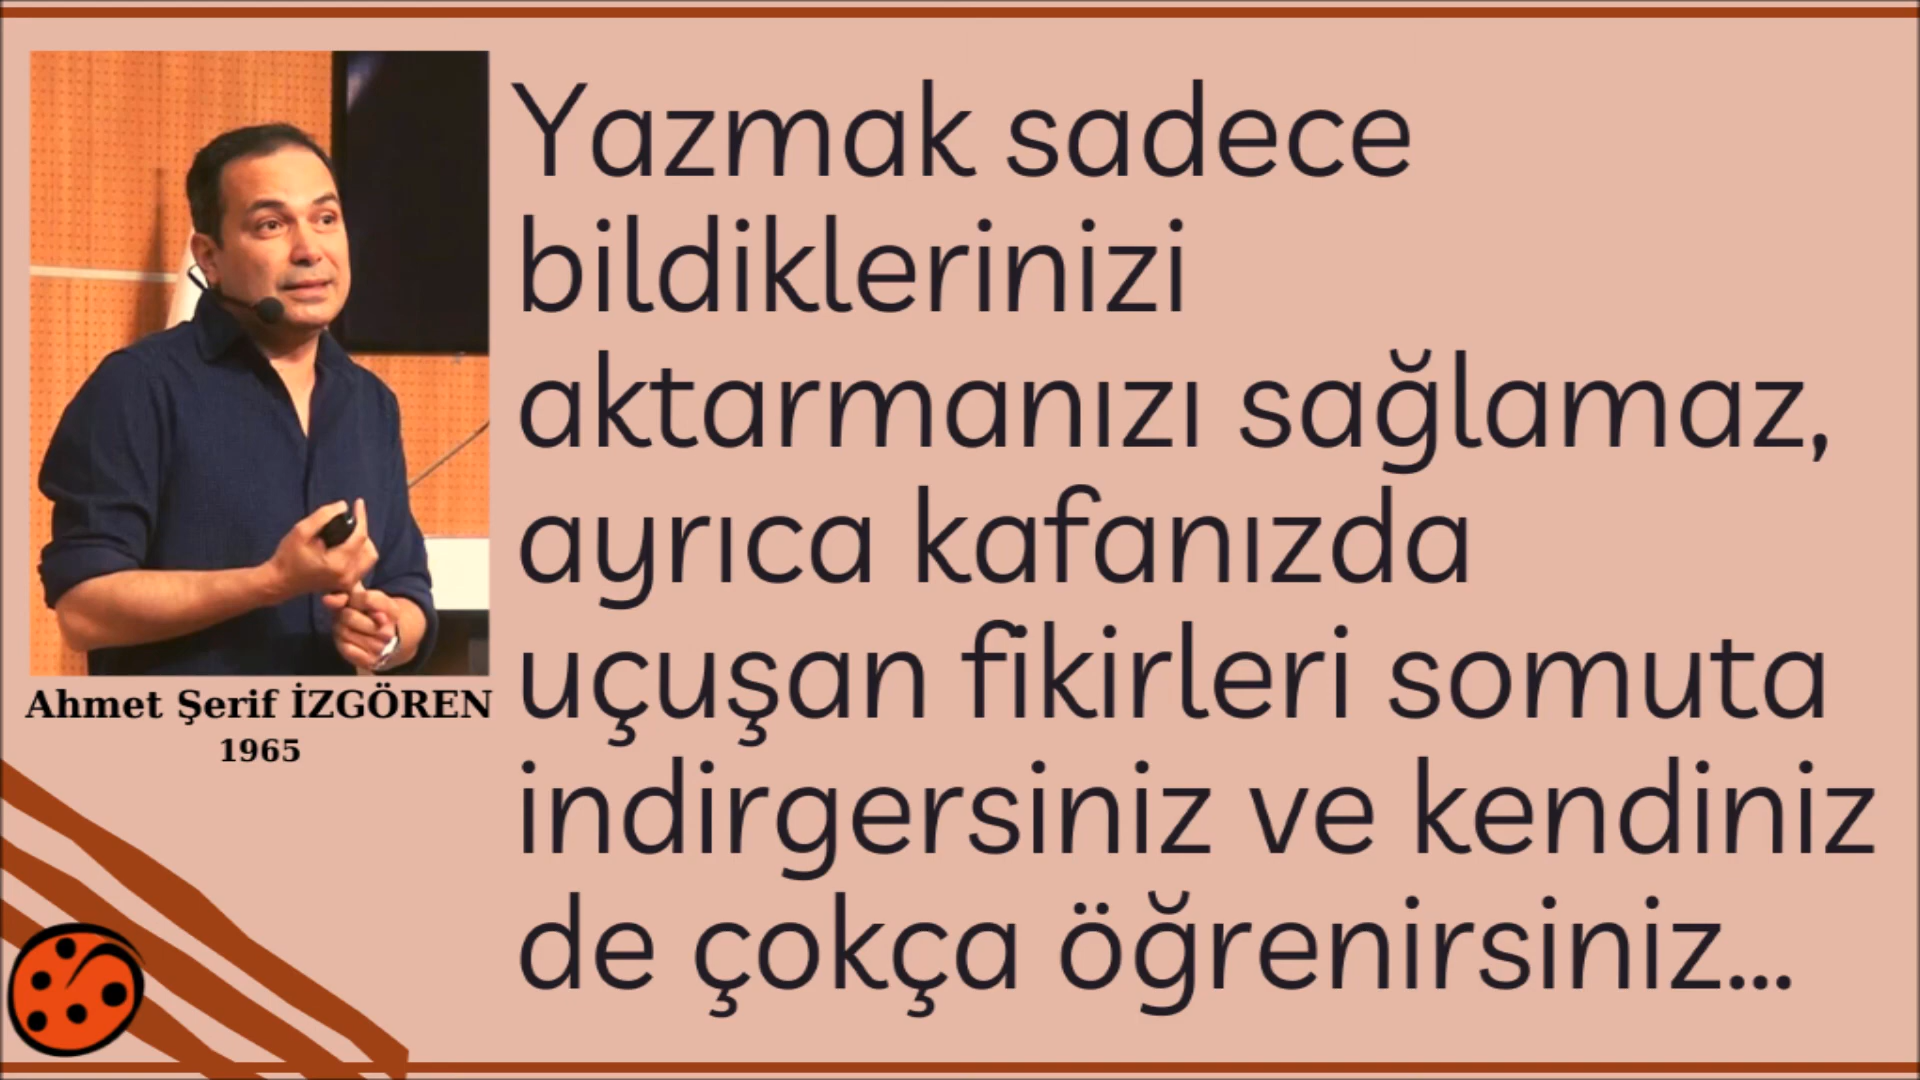 Yazmak sadece
bildiklerinizi
aktarmanızı sağlamaz,
ayrıca kafanızda
uçuşan fikirleri somuta
indirgersiniz ve kendiniz
de çokça öğrenirsiniz...
Ahmet Şerif İZGÖREN
1965